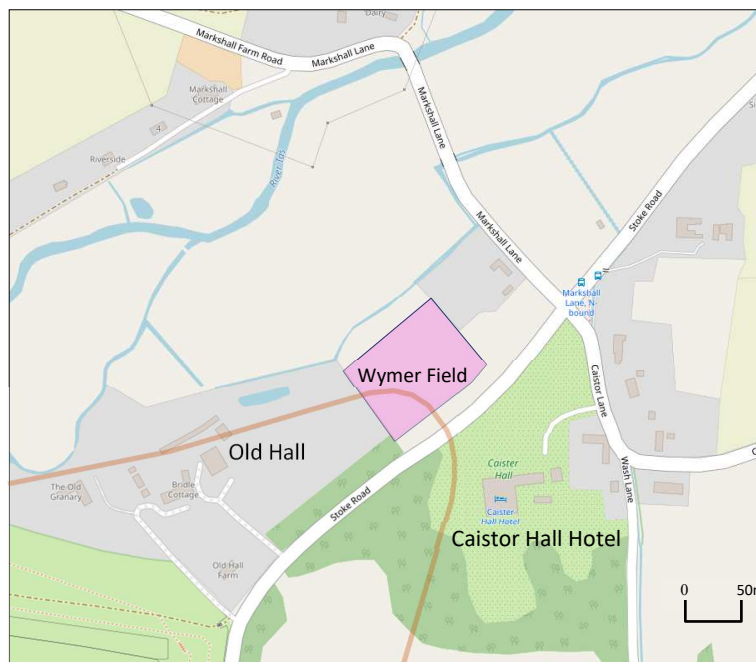 Dairy
Markshall Farm Road
Markshall Lane
Markshall
Cottage
4
Riverside
River Tas
Markshall Lane
Markshall Lane
Stoke Road
Markshall
Lane, N-
bound
Wymer Field
Old Hall
The Old
Granary
Bridle
Cottage
Stoke Road
Old Hall
Farm
Caister
Hall
Caister
Hall Hotel
Caistor Hall Hotel
Caistor Lane
Wash Lane
0 50m